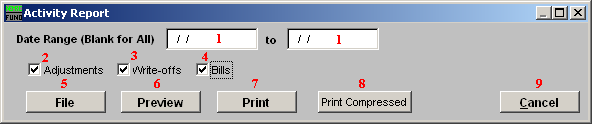 FUND Activity Report
Date Range (Blank for All) / / 1 to / / 1
2 3 4
Adjustments Write-offs Bills
5 6 7 8 9
File Preview Print Print Compressed Cancel